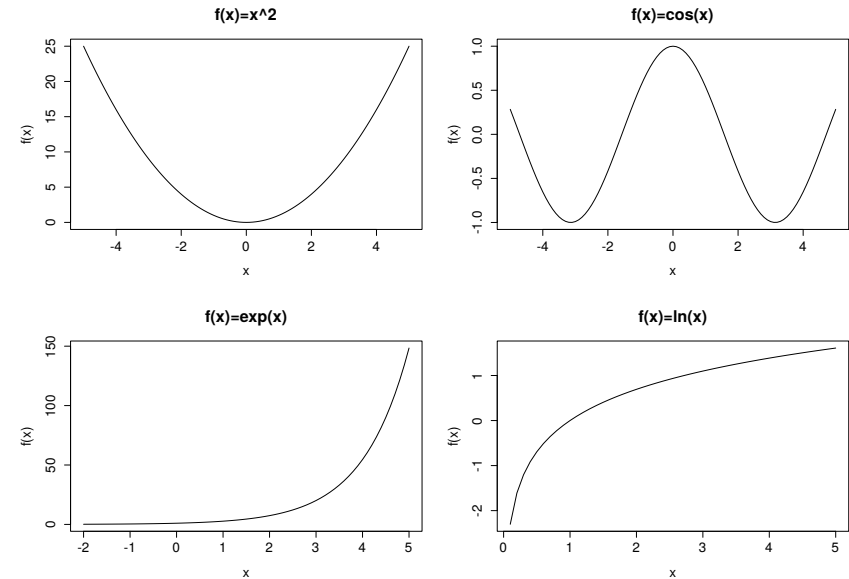 f(x)=x^2
f(x)
25
20
15
10
5
0
-4 -2 0 2 4
x
f(x)=cos(x)
f(x)
1.0
0.5
0.0
-0.5
-1.0
-4 -2 0 2 4
x
f(x)=exp(x)
f(x)
150
100
50
0
-2 -1 0 1 2 3 4 5
x
f(x)=ln(x)
f(x)
1
0
-1
-2
0 1 2 3 4 5
x